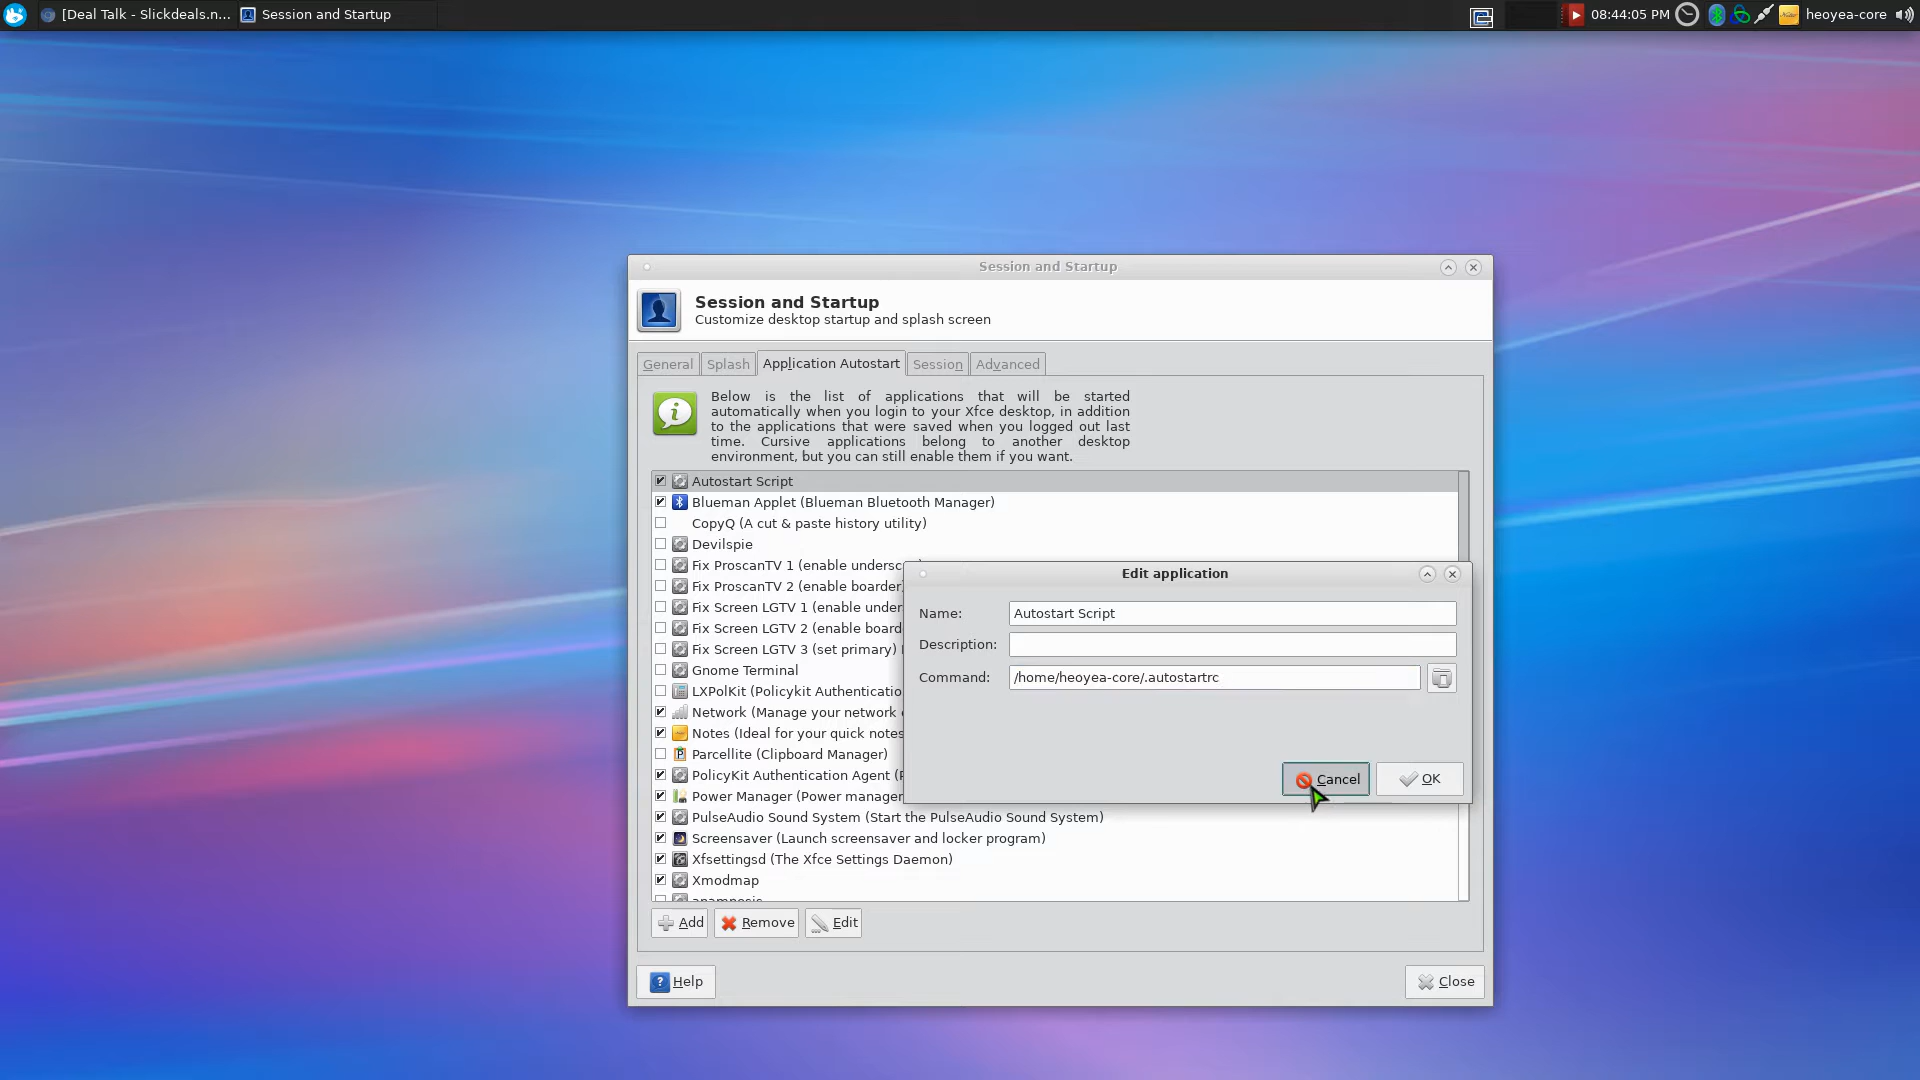 [Deal Talk - Slickdeals.n...
Session and Startup
08:44:05 PM
heoyea-core
Session and Startup
Session and Startup
Customize desktop startup and splash screen
General
Splash
Application Autostart
Session
Advanced
Below is the list of applications that will be started
automatically when you login to your Xfce desktop, in addition
to the applications that were saved when you logged out last
time. Cursive applications belong to another desktop
environment, but you can still enable them if you want.
Autostart Script
Blueman Applet (Blueman Bluetooth Manager)
CopyQ (A cut & paste history utility)
Devilspie
Fix ProscanTV 1 (enable undersc
Fix ProscanTV 2 (enable boarder
Fix Screen LGTV 1 (enable under
Fix Screen LGTV 2 (enable board
Fix Screen LGTV 3 (set primary)
Gnome Terminal
LXPolKit (Policykit Authenticatio
Network (Manage your network
Notes (Ideal for your quick notes
Parcellite (Clipboard Manager)
PolicyKit Authentication Agent (
Power Manager (Power manager
PulseAudio Sound System (Start the PulseAudio Sound System)
Screensaver (Launch screensaver and locker program)
Xfsettingsd (The Xfce Settings Daemon)
Xmodmap
Edit application
Name:
Autostart Script
Description:
Command:
/home/heoyea-core/.autostartrc
Cancel
OK
Add
Remove
Edit
Help
Close